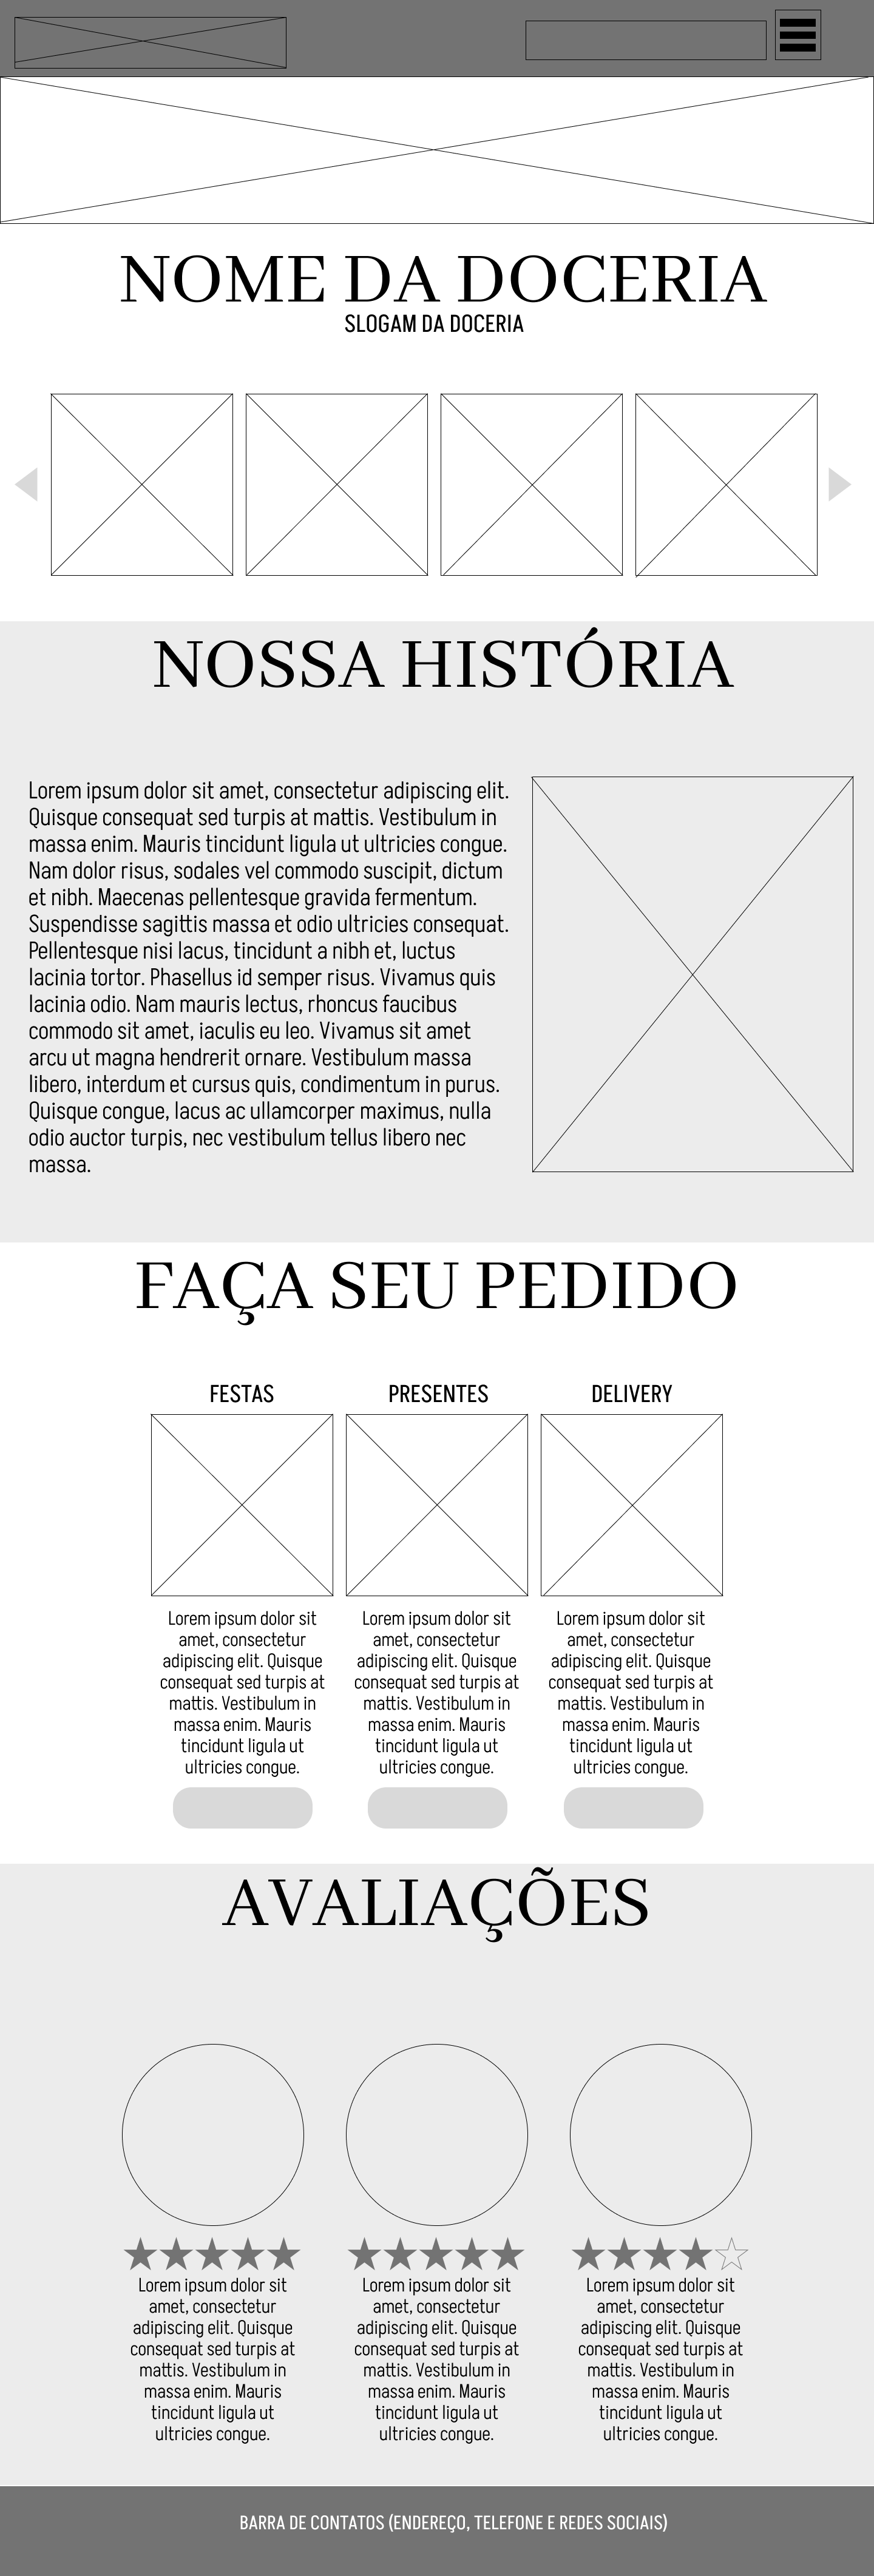 NOME DA DOCERIA
SLOGAM DA DOCERIA
NOSSA HISTÓRIA
Lorem ipsum dolor sit amet, consectetur adipiscing elit.
Quisque consequat sed turpis at mattis. Vestibulum in
massa enim. Mauris tincidunt ligula ut ultricies congue.
Nam dolor risus, sodales vel commodo suscipit, dictum
et nibh. Maecenas pellentesque gravida fermentum.
Suspendisse sagittis massa et odio ultricies consequat.
Pellentesque nisi lacus, tincidunt a nibh et, luctus
lacinia tortor. Phasellus id semper risus. Vivamus quis
lacinia odio. Nam mauris lectus, rhoncus faucibus
commodo sit amet, iaculis eu leo. Vivamus sit amet
arcu ut magna hendrerit ornare. Vestibulum massa
libero, interdum et cursus quis, condimentum in purus.
Quisque congue, lacus ac ullamcorper maximus, nulla
odio auctor turpis, nec vestibulum tellus libero nec
massa.
FAÇA SEU PEDIDO
FESTAS
Lorem ipsum dolor sit
amet, consectetur
adipiscing elit. Quisque
consequat sed turpis at
mattis. Vestibulum in
massa enim. Mauris
tincidunt ligula ut
ultricies congue.
PRESENTES
Lorem ipsum dolor sit
amet, consectetur
adipiscing elit. Quisque
consequat sed turpis at
mattis. Vestibulum in
massa enim. Mauris
tincidunt ligula ut
ultricies congue.
DELIVERY
Lorem ipsum dolor sit
amet, consectetur
adipiscing elit. Quisque
consequat sed turpis at
mattis. Vestibulum in
massa enim. Mauris
tincidunt ligula ut
ultricies congue.
AVALIAÇÕES
Lorem ipsum dolor sit
amet, consectetur
adipiscing elit. Quisque
consequat sed turpis at
mattis. Vestibulum in
massa enim. Mauris
tincidunt ligula ut
ultricies congue.
Lorem ipsum dolor sit
amet, consectetur
adipiscing elit. Quisque
consequat sed turpis at
mattis. Vestibulum in
massa enim. Mauris
tincidunt ligula ut
ultricies congue.
Lorem ipsum dolor sit
amet, consectetur
adipiscing elit. Quisque
consequat sed turpis at
mattis. Vestibulum in
massa enim. Mauris
tincidunt ligula ut
ultricies congue.
BARRA DE CONTATOS (ENDEREÇO, TELEFONE E REDES SOCIAIS)